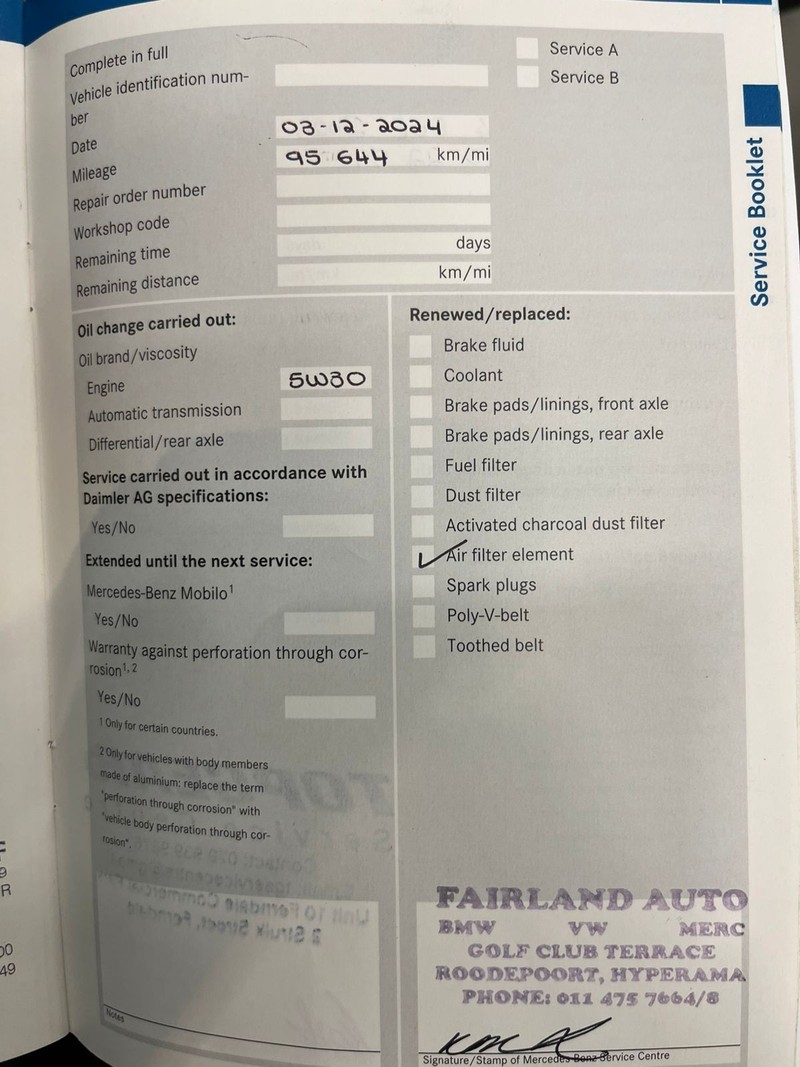 Complete in full
Vehicle identification num-
ber
Date 03-12-2024
Mileage 95 644 km/mi
Repair order number
Workshop code
Remaining time days
Remaining distance km/mi
Service A
Service B
Service Booklet
Oil change carried out:
Oil brand/viscosity
Engine 5W30
Automatic transmission
Differential/rear axle
Service carried out in accordance with
Daimler AG specifications:
Yes/No
Extended until the next service:
Mercedes-Benz Mobilo¹
Yes/No
Warranty against perforation through cor-
rosion¹,²
Yes/No
1 Only for certain countries.
2 Only for vehicles with body members
made of aluminium: replace the term
"perforation through corrosion" with
"vehicle body perforation through cor-
rosion".
Notes
Renewed/replaced:
Brake fluid
Coolant
Brake pads/linings, front axle
Brake pads/linings, rear axle
Fuel filter
Dust filter
Activated charcoal dust filter
Air filter element
Spark plugs
Poly-V-belt
Toothed belt
FAIRLAND AUTO
BMW VW MERC
GOLF CLUB TERRACE
ROODEPOORT, HYPERAMA
PHONE: 011 475 7664/8
Signature/Stamp of Mercedes-Benz Service Centre